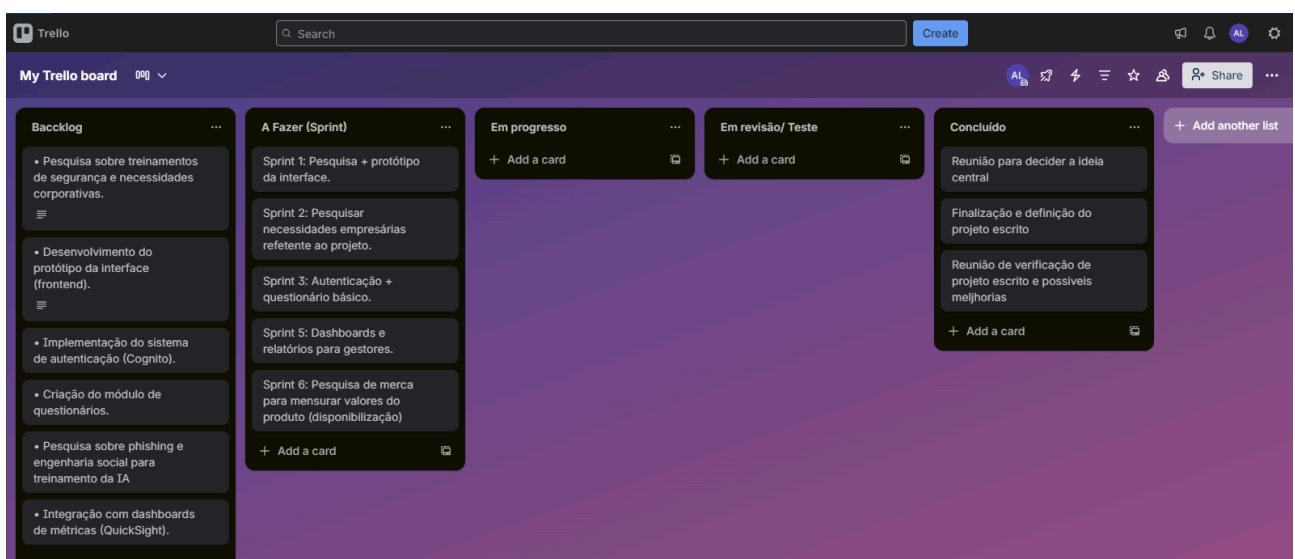 Trello
Search
Create
AL
My Trello board
AL
Share
Baccklog
• Pesquisa sobre treinamentos
de segurança e necessidades
corporativas.
• Desenvolvimento do
protótipo da interface
(frontend).
• Implementação do sistema
de autenticação (Cognito).
• Criação do módulo de
questionários.
• Pesquisa sobre phishing e
engenharia social para
treinamento da IA
• Integração com dashboards
de métricas (QuickSight).
A Fazer (Sprint)
Sprint 1: Pesquisa + protótipo
da interface.
Sprint 2: Pesquisar
necessidades empresárias
refetente ao projeto.
Sprint 3: Autenticação +
questionário básico.
Sprint 5: Dashboards e
relatórios para gestores.
Sprint 6: Pesquisa de merca
para mensurar valores do
produto (disponibilização)
+ Add a card
Em progresso
+ Add a card
Em revisão/ Teste
+ Add a card
Concluído
Reunião para decider a ideia
central
Finalização e definição do
projeto escrito
Reunião de verificação de
projeto escrito e possiveis
meljhorias
+ Add a card
+ Add another list